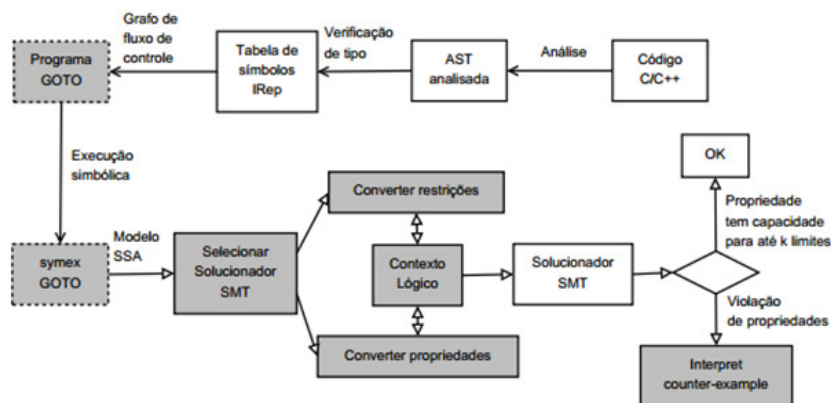 Grafo de
fluxo de
controle
Programa
GOTO
Tabela de
símbolos
IRep
Verificação
de tipo
AST
analisada
Análise
Código
C/C++
Execução
simbólica
symex
GOTO
Modelo
SSA
Selecionar
Solucionador
SMT
Converter restrições
Contexto
Lógico
Converter propriedades
Solucionador
SMT
OK
Propriedade
tem capacidade
para até k limites
Violação
de propriedades
Interpret
counter-example